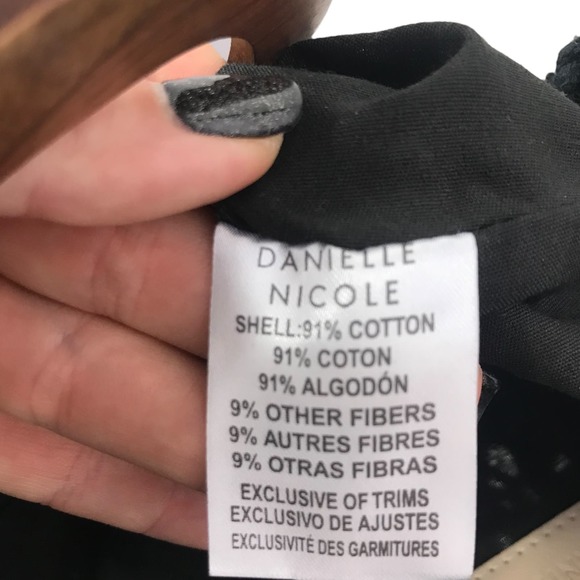 DANIELLE
NICOLE
SHELL:91% COTTON
91% COTON
91% ALGODÓN
9% OTHER FIBERS
9% AUTRES FIBRES
9% OTRAS FIBRAS
EXCLUSIVE OF TRIMS
EXCLUSIVO DE AJUSTES
EXCLUSIVITÉ DES GARMITURES